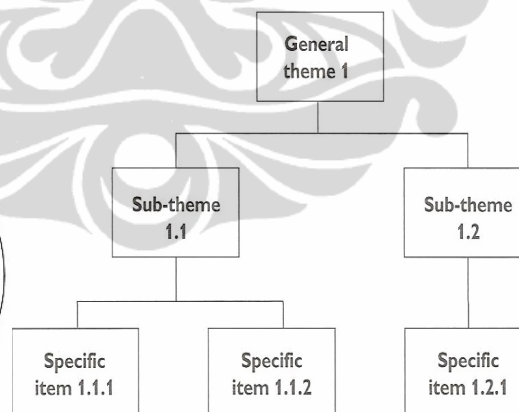 General
theme 1
Sub-theme
1.1
Sub-theme
1.2
Specific
item 1.1.1
Specific
item 1.1.2
Specific
item 1.2.1